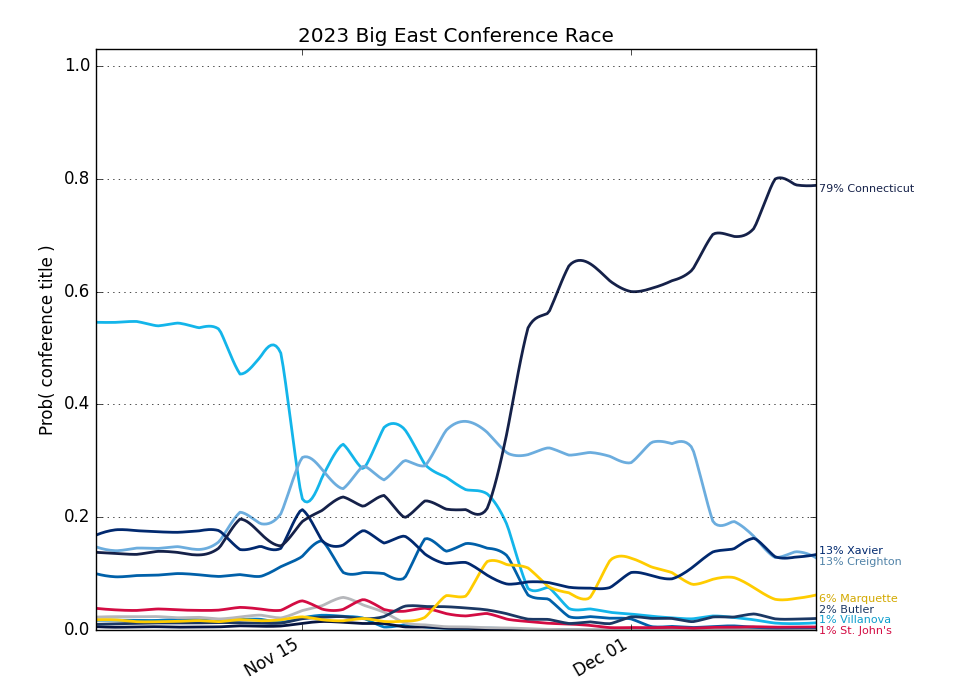 2023 Big East Conference Race
Prob( conference title )
1.0
0.8
0.6
0.4
0.2
0.0
Nov 15
Dec 01
79% Connecticut
13% Xavier
13% Creighton
6% Marquette
2% Butler
1% Villanova
1% St. John's